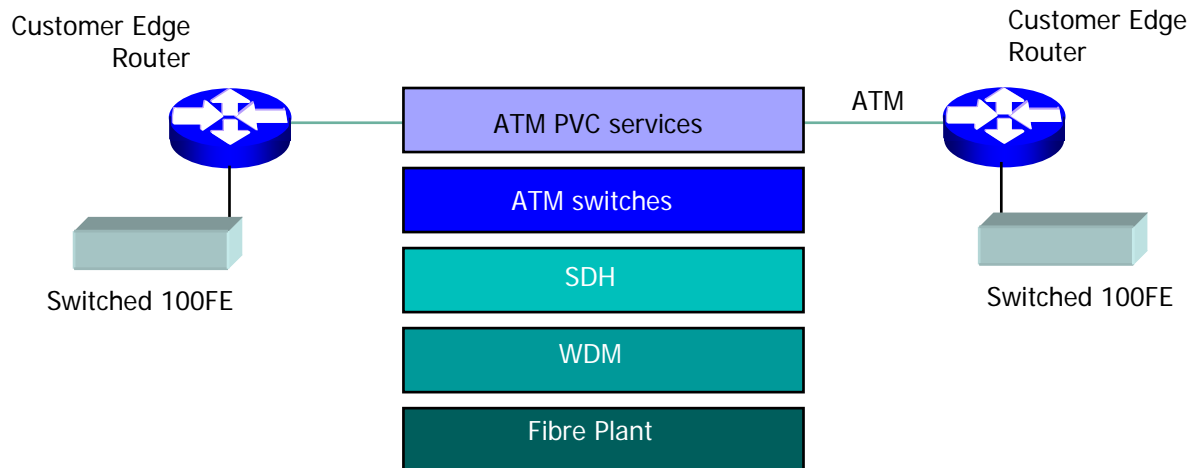 Customer Edge
Router
Customer Edge
Router
ATM PVC services
ATM
ATM switches
SDH
Switched 100FE
Switched 100FE
WDM
Fibre Plant